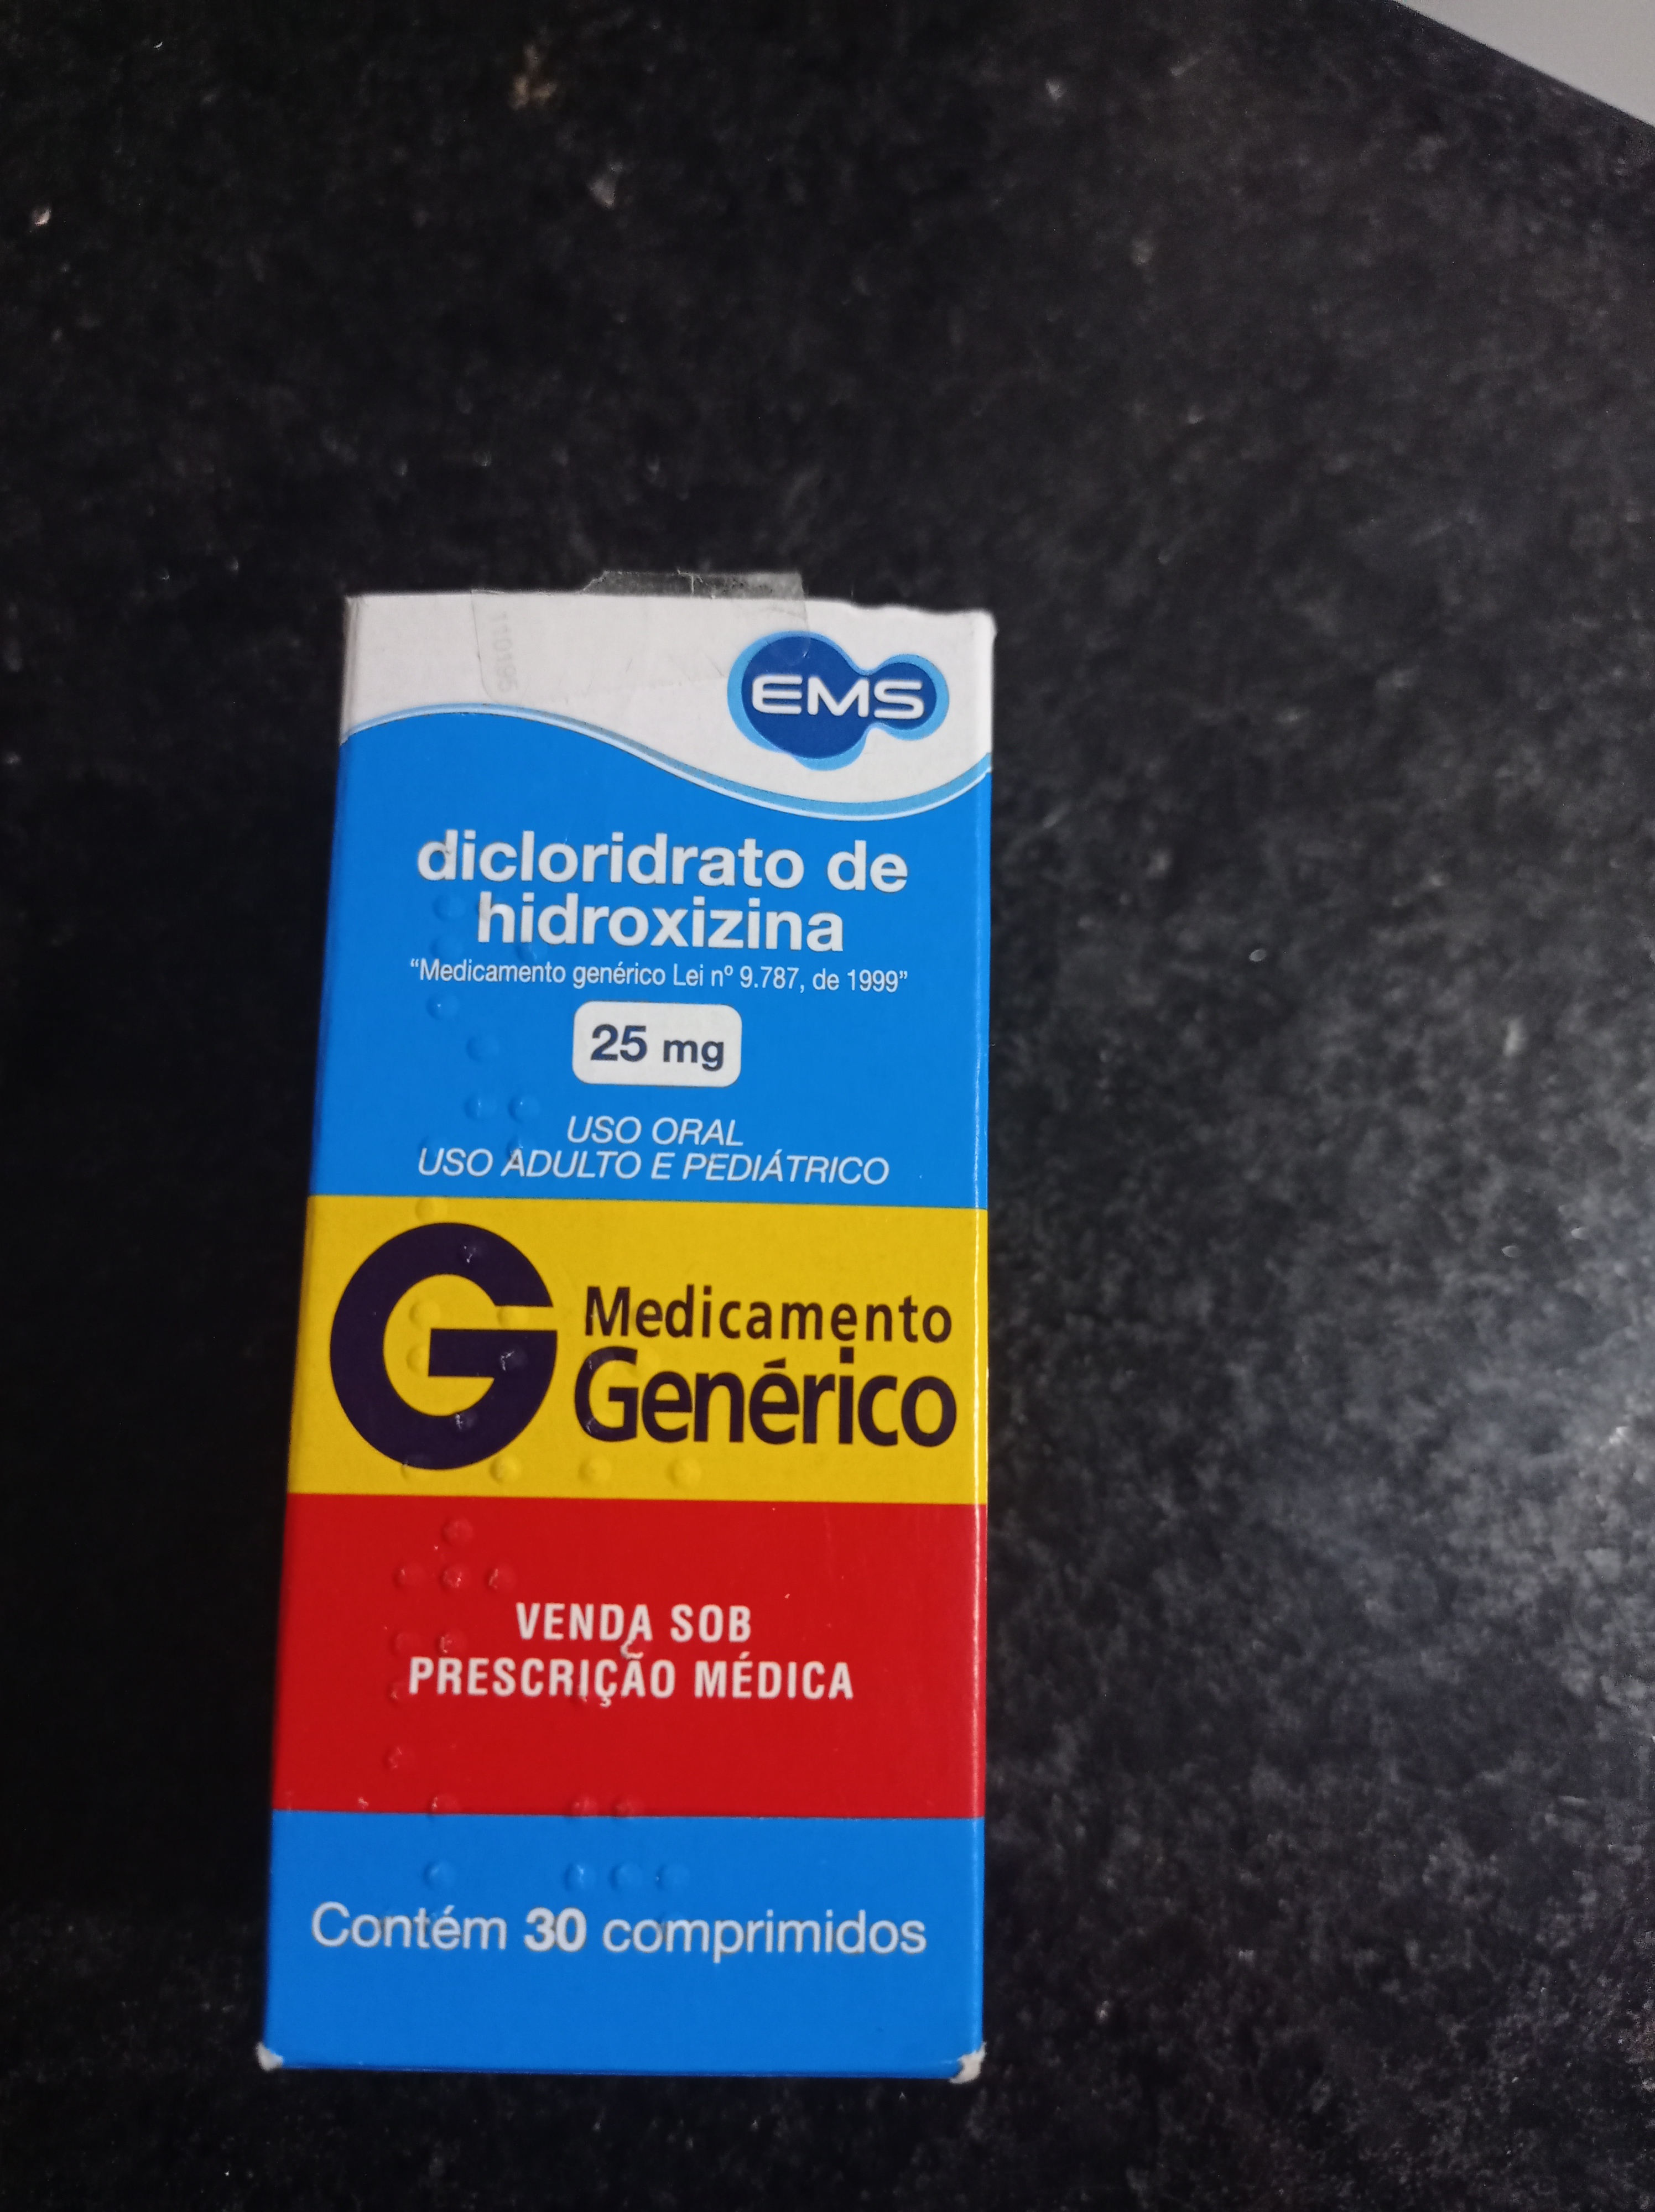 1101995
EMS
dicloridrato de
hidroxizina
"Medicamento genérico Lei nº 9.787, de 1999"
25 mg
USO ORAL
USO ADULTO E PEDIÁTRICO
G Medicamento
Genérico
VENDA SOB
PRESCRIÇÃO MÉDICA
Contém 30 comprimidos